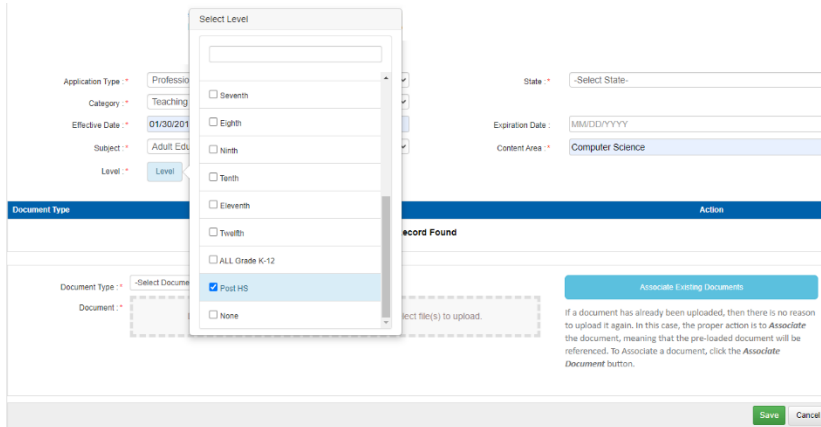 Select Level
Application Type : *
Professio
State : *
-Select State-
Category : *
Teaching
Effective Date : *
01/30/201
Expiration Date :
MM/DD/YYYY
Subject : *
Adult Edu
Content Area : *
Computer Science
Level : *
Level
Seventh
Eighth
Ninth
Tenth
Eleventh
Twelfth
ALL Grade K-12
Post HS
None
Document Type
Action
ecord Found
Document Type : *
-Select Docume
Document : *
lect file(s) to upload.
Associate Existing Documents
If a document has already been uploaded, then there is no reason
to upload it again. In this case, the proper action is to Associate
the document, meaning that the pre-loaded document will be
referenced. To Associate a document, click the Associate
Document button.
Save
Cancel